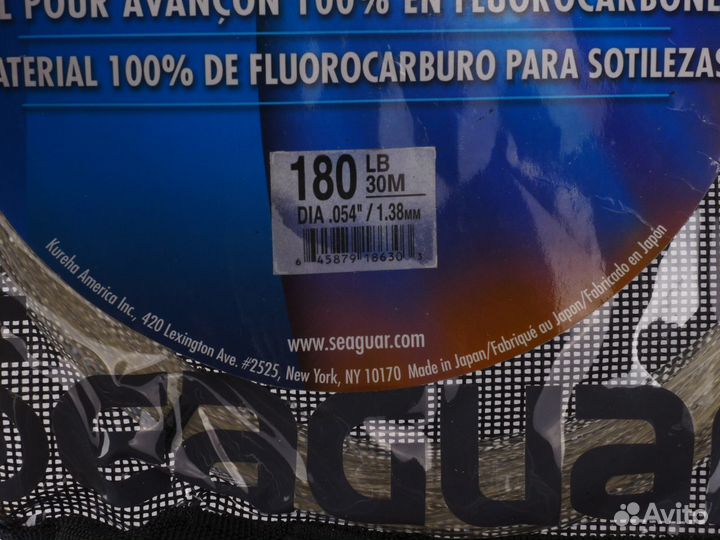 POUR AVANÇON 100% EN FLUOROCARBONE
MATERIAL 100% DE FLUOROCARBURO PARA SOTILEZAS
180 LB
30M
DIA .054" / 1.38MM
6 45879 18630 3
Kureha America Inc, 420 Lexington Ave. #2525, New York, NY 10170 Made in Japan/Fabriqué au Japan/Fabricado en Japón
www.seaguar.com
seaguar
Avito